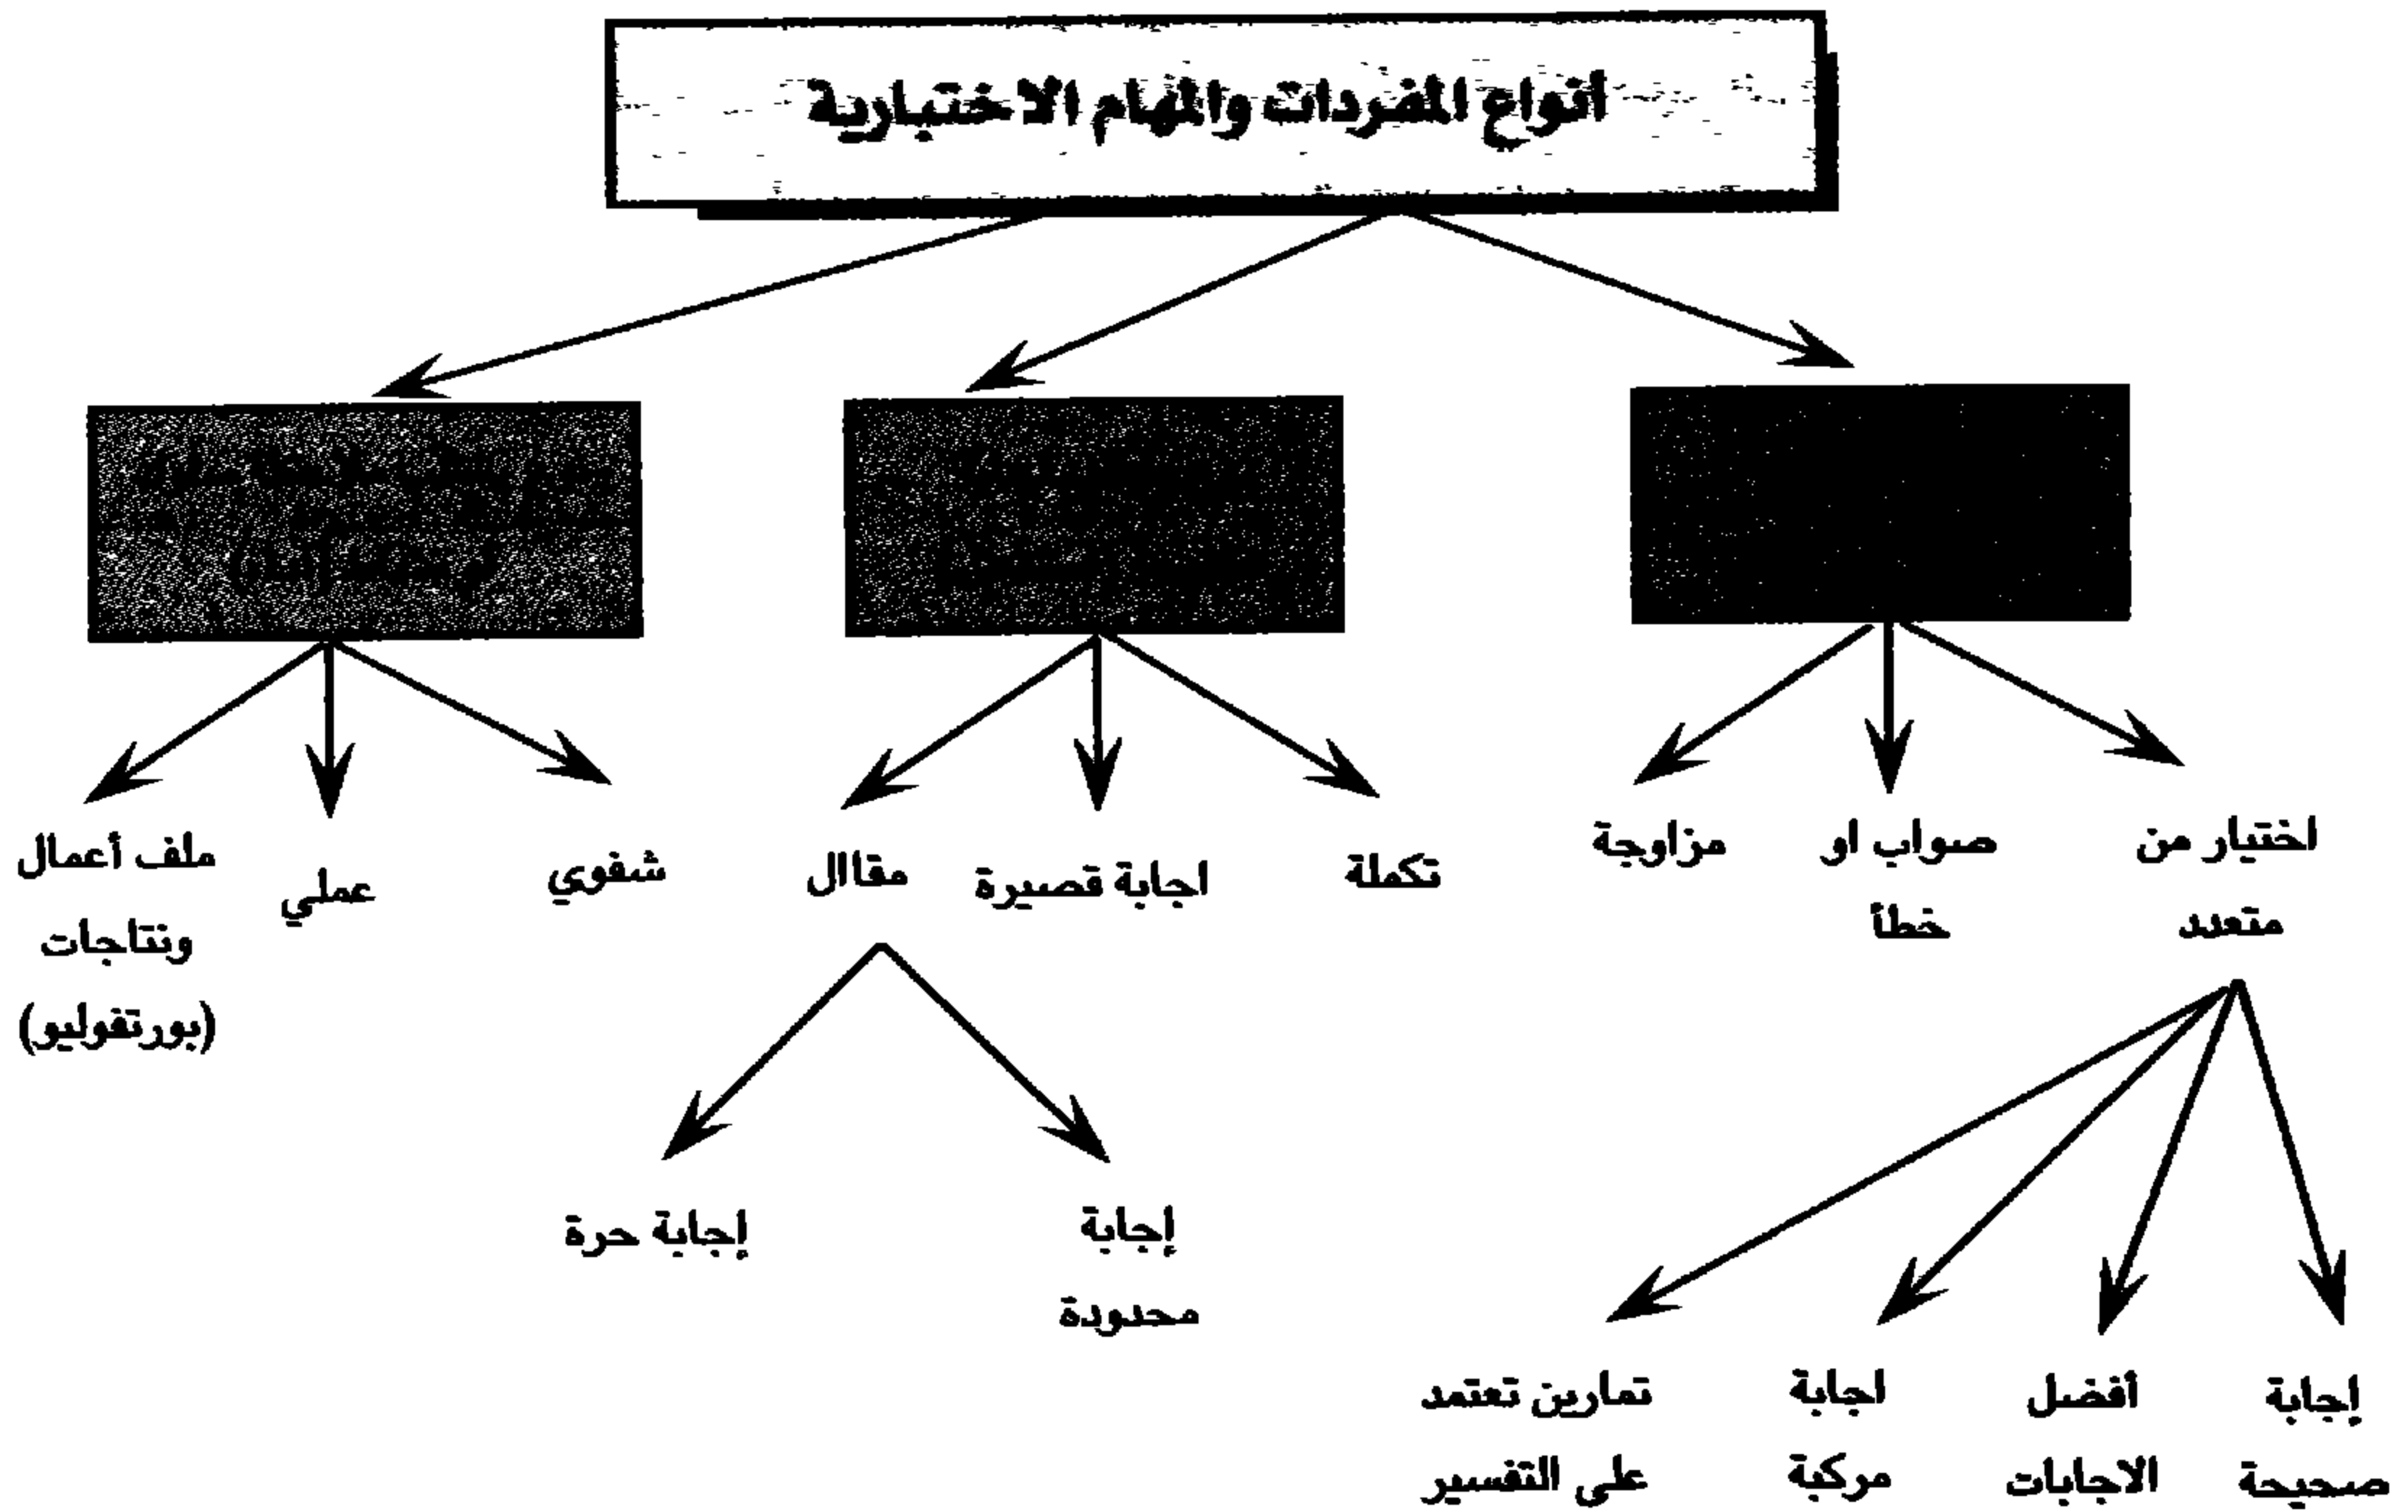 أنواع المفردات والمهام الاختبارية
اختيار من
متعدد
صواب او
خطأ
مزاوجة
تكملة
اجابة قصيرة
مقاال
شفوي
عملي
ملف أعمال
ونتاجات
(بورتفوليو)
إجابة
محدودة
إجابة حرة
إجابة
صحيحة
أفضل
الاجابات
اجابة
مركبة
تمارين تعتمد
على التفسير